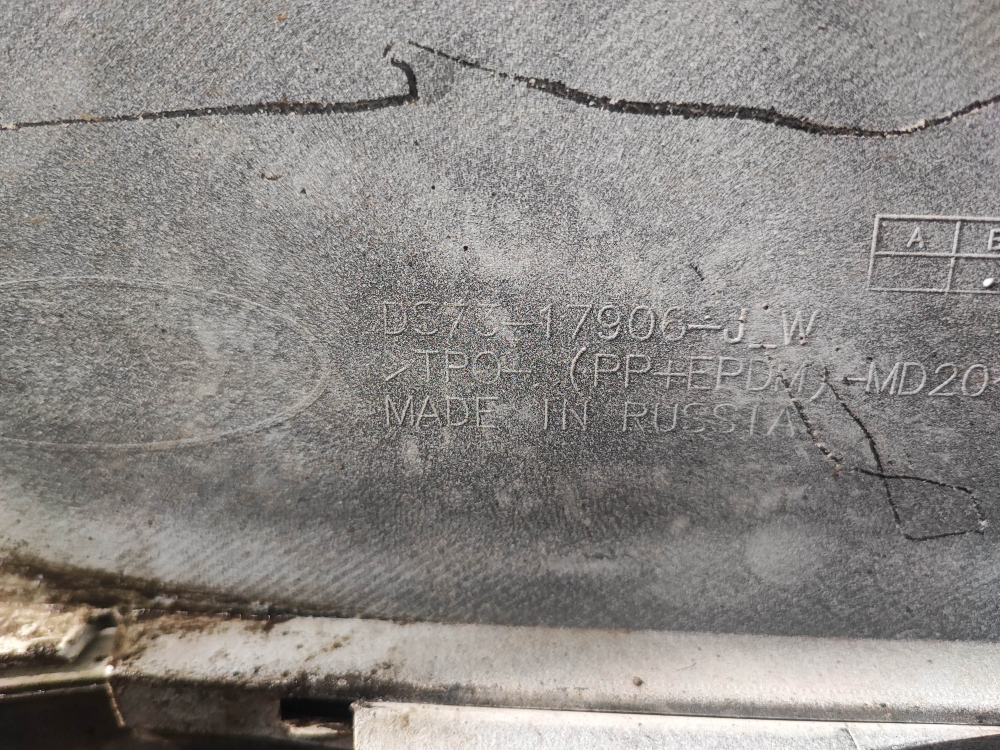 A
DS73-17906-J_W
>TPO- (PP+EPDM)-MD20
MADE IN RUSSIA